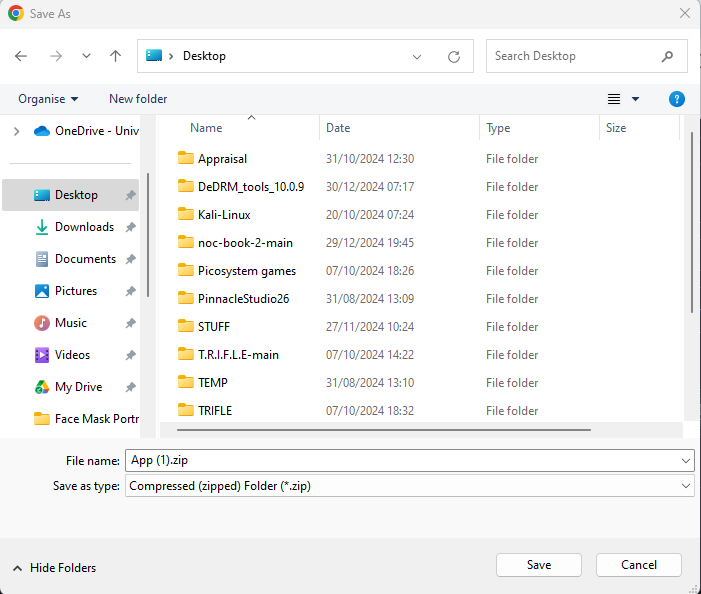 Save As
Desktop
Search Desktop
Organise
New folder
?
OneDrive - Univ
Desktop
Downloads
Documents
Pictures
Music
Videos
My Drive
Face Mask Portr
Name Date Type Size
Appraisal 31/10/2024 12:30 File folder
DeDRM_tools_10.0.9 30/12/2024 07:17 File folder
Kali-Linux 20/10/2024 07:24 File folder
noc-book-2-main 29/12/2024 19:45 File folder
Picosystem games 07/10/2024 18:26 File folder
PinnacleStudio26 31/08/2024 13:09 File folder
STUFF 27/11/2024 10:24 File folder
T.R.I.F.L.E-main 07/10/2024 14:22 File folder
TEMP 31/08/2024 13:10 File folder
TRIFLE 07/10/2024 18:32 File folder
File name: App (1).zip
Save as type: Compressed (zipped) Folder (*.zip)
Hide Folders
Save
Cancel